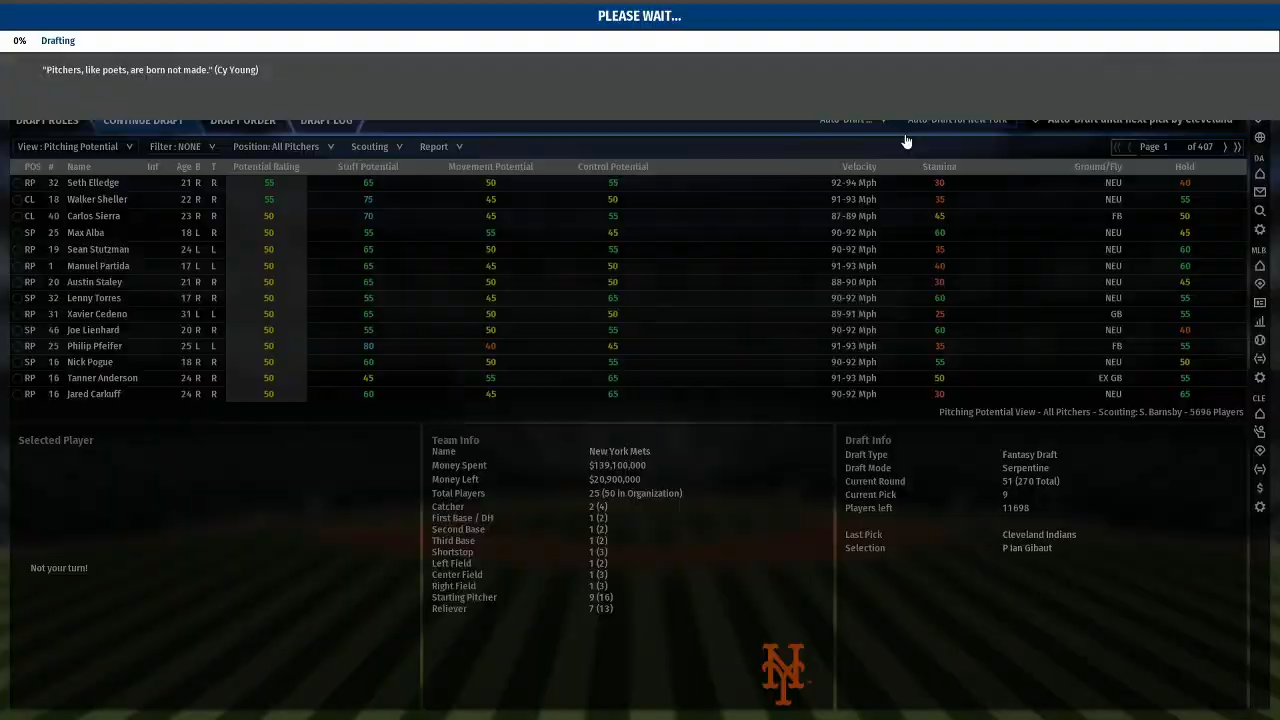 PLEASE WAIT...
0% Drafting
"Pitchers, like poets, are born not made." (Cy Young)
DRAFT RULES CONTINUE DRAFT DRAFT ORDER DRAFT LOG Auto-Draft ... Auto-Draft for New York Auto-Draft until next pick by Cleveland
View : Pitching Potential Filter : NONE Position: All Pitchers Scouting Report Page 1 of 407
POS # Name Inf Age B T Potential Rating Stuff Potential Movement Potential Control Potential Velocity Stamina Ground/Fly Hold
RP 32 Seth Elledge 21 R R 55 65 50 55 92-94 Mph 30 NEU 40
CL 18 Walker Sheller 22 R R 55 75 45 50 91-93 Mph 35 NEU 55
CL 40 Carlos Sierra 23 R R 50 70 45 55 87-89 Mph 45 FB 50
SP 25 Max Alba 18 L R 50 55 55 45 90-92 Mph 60 NEU 45
RP 19 Sean Stutzman 24 L L 50 65 50 55 90-92 Mph 35 NEU 60
RP 1 Manuel Partida 17 L L 50 65 45 50 91-93 Mph 40 NEU 60
RP 20 Austin Staley 21 R R 50 65 50 50 88-90 Mph 30 NEU 45
SP 32 Lenny Torres 17 R R 50 55 45 65 90-92 Mph 60 NEU 55
RP 31 Xavier Cedeno 31 L L 50 65 50 50 89-91 Mph 25 GB 55
SP 46 Joe Lienhard 20 R R 50 55 50 55 90-92 Mph 60 NEU 40
RP 25 Philip Pfeiffer 25 L L 50 80 40 45 91-93 Mph 35 FB 55
SP 16 Nick Pogue 18 R R 50 60 50 55 90-92 Mph 55 NEU 50
RP 16 Tanner Anderson 24 R R 50 45 55 65 91-93 Mph 50 EX GB 55
RP 16 Jared Carkuff 24 R R 50 60 45 65 90-92 Mph 30 NEU 65
Pitching Potential View - All Pitchers - Scouting: S. Barnsby - 5696 Players
Selected Player
Not your turn!
Team Info
Name New York Mets
Money Spent $139,100,000
Money Left $20,900,000
Total Players 25 (50 in Organization)
Catcher 2 (4)
First Base / DH 1 (2)
Second Base 1 (2)
Third Base 1 (2)
Shortstop 1 (3)
Left Field 1 (2)
Center Field 1 (3)
Right Field 1 (3)
Starting Pitcher 9 (16)
Reliever 7 (13)
NY
Draft Info
Draft Type Fantasy Draft
Draft Mode Serpentine
Current Round 51 (270 Total)
Current Pick 9
Players left 11698
Last Pick Cleveland Indians
Selection P Ian Gibaut
DA
MLB
CLE